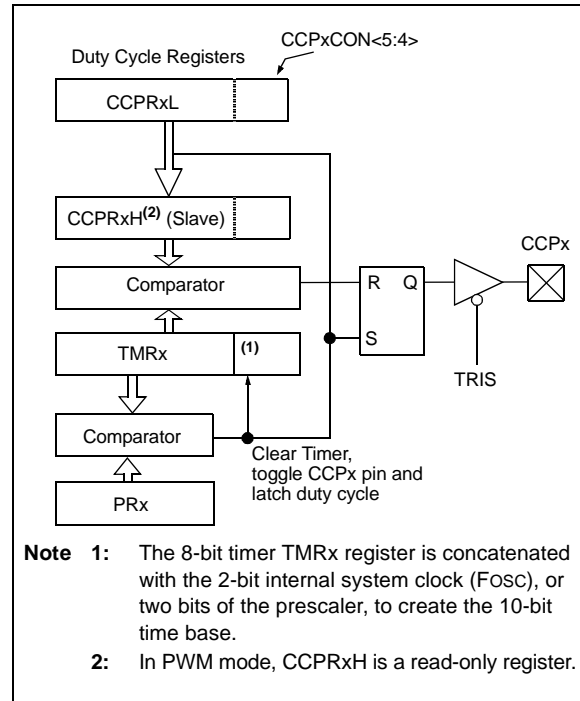 CCPxCON<5:4>
Duty Cycle Registers
CCPRxL
CCPRxH(2) (Slave)
CCPx
Comparator
R Q
TMRx (1)
S
TRIS
Comparator
Clear Timer,
toggle CCPx pin and
latch duty cycle
PRx
Note 1: The 8-bit timer TMRx register is concatenated
with the 2-bit internal system clock (FOSC), or
two bits of the prescaler, to create the 10-bit
time base.
2: In PWM mode, CCPRxH is a read-only register.